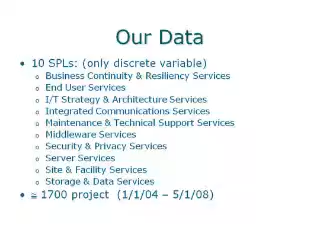 Our Data
• 10 SPLs: (only discrete variable)
o Business Continuity & Resiliency Services
o End User Services
o I/T Strategy & Architecture Services
o Integrated Communications Services
o Maintenance & Technical Support Services
o Middleware Services
o Security & Privacy Services
o Server Services
o Site & Facility Services
o Storage & Data Services
• ≅ 1700 project (1/1/04 – 5/1/08)